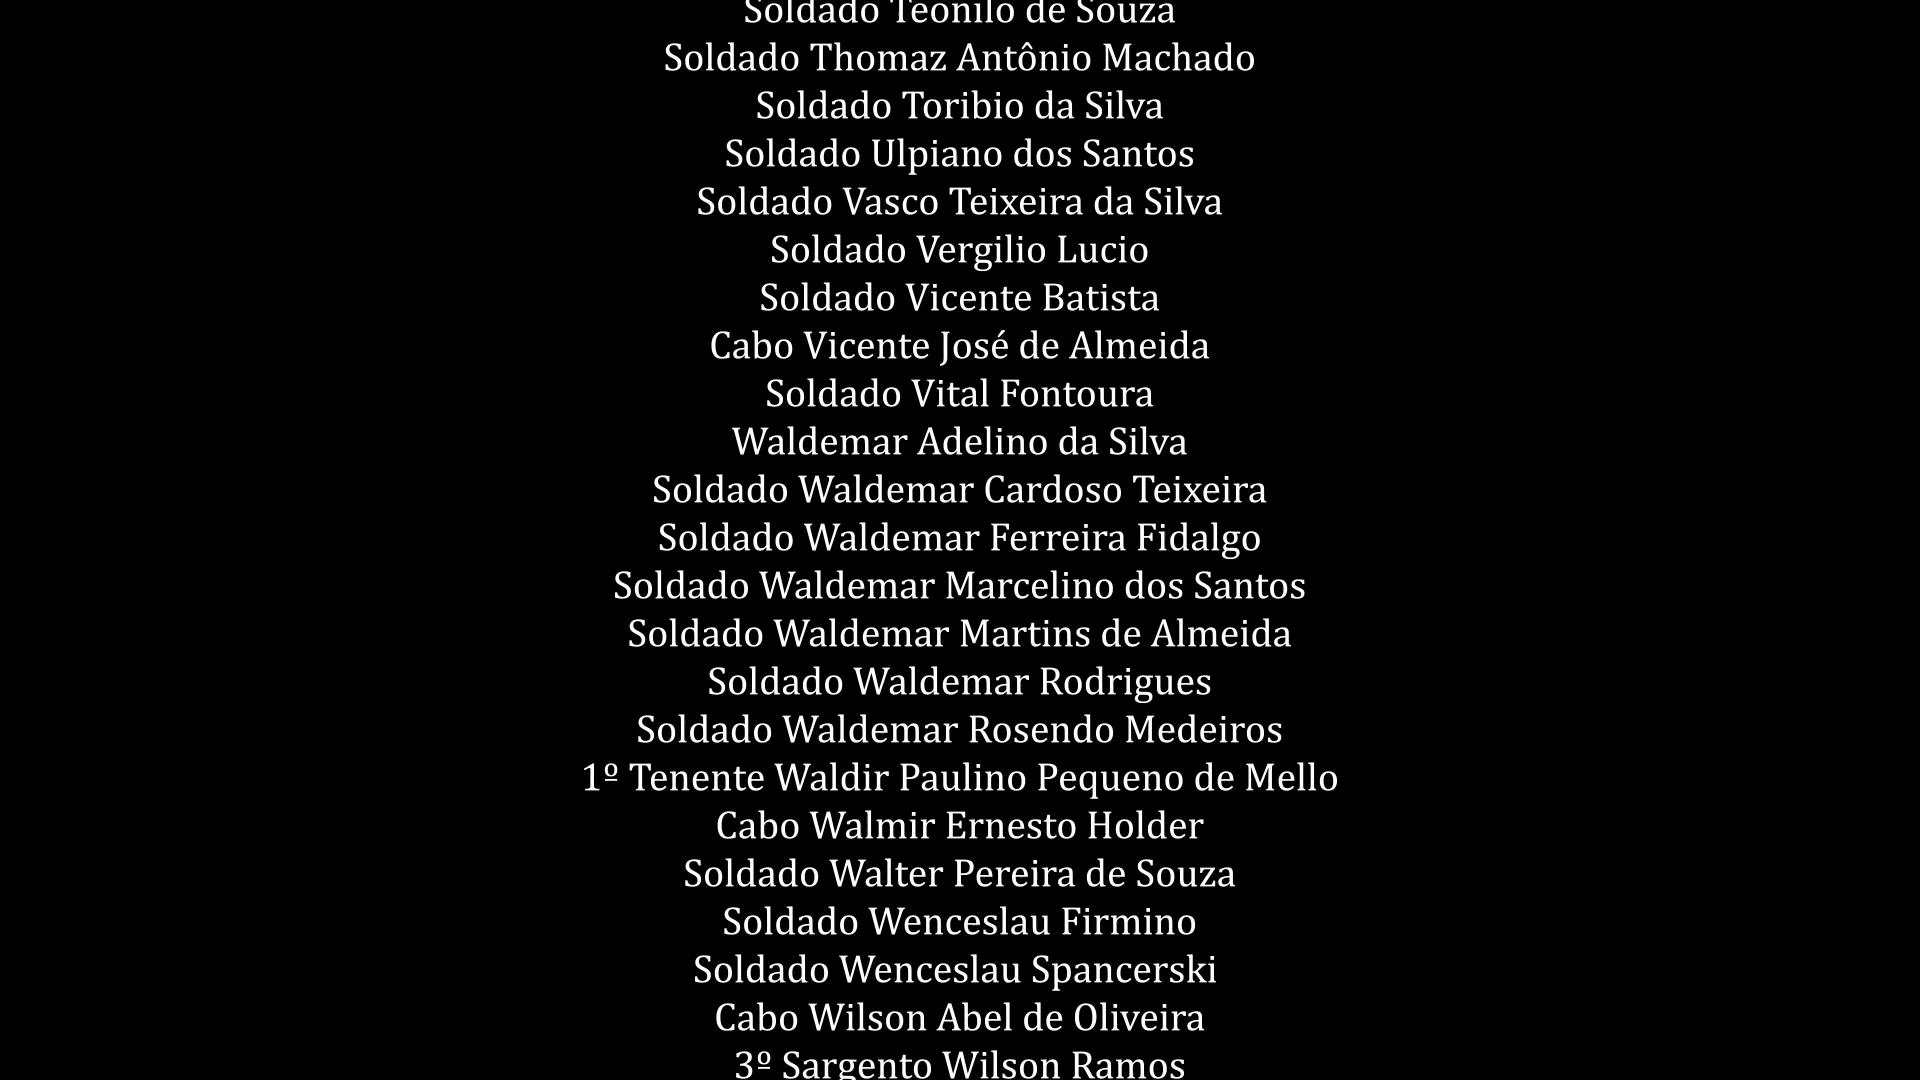 Soldado Teonilo de Souza
Soldado Thomaz Antônio Machado
Soldado Toribio da Silva
Soldado Ulpiano dos Santos
Soldado Vasco Teixeira da Silva
Soldado Vergilio Lucio
Soldado Vicente Batista
Cabo Vicente José de Almeida
Soldado Vital Fontoura
Waldemar Adelino da Silva
Soldado Waldemar Cardoso Teixeira
Soldado Waldemar Ferreira Fidalgo
Soldado Waldemar Marcelino dos Santos
Soldado Waldemar Martins de Almeida
Soldado Waldemar Rodrigues
Soldado Waldemar Rosendo Medeiros
1º Tenente Waldir Paulino Pequeno de Mello
Cabo Walmir Ernesto Holder
Soldado Walter Pereira de Souza
Soldado Wenceslau Firmino
Soldado Wenceslau Spancerski
Cabo Wilson Abel de Oliveira
3º Sargento Wilson Ramos